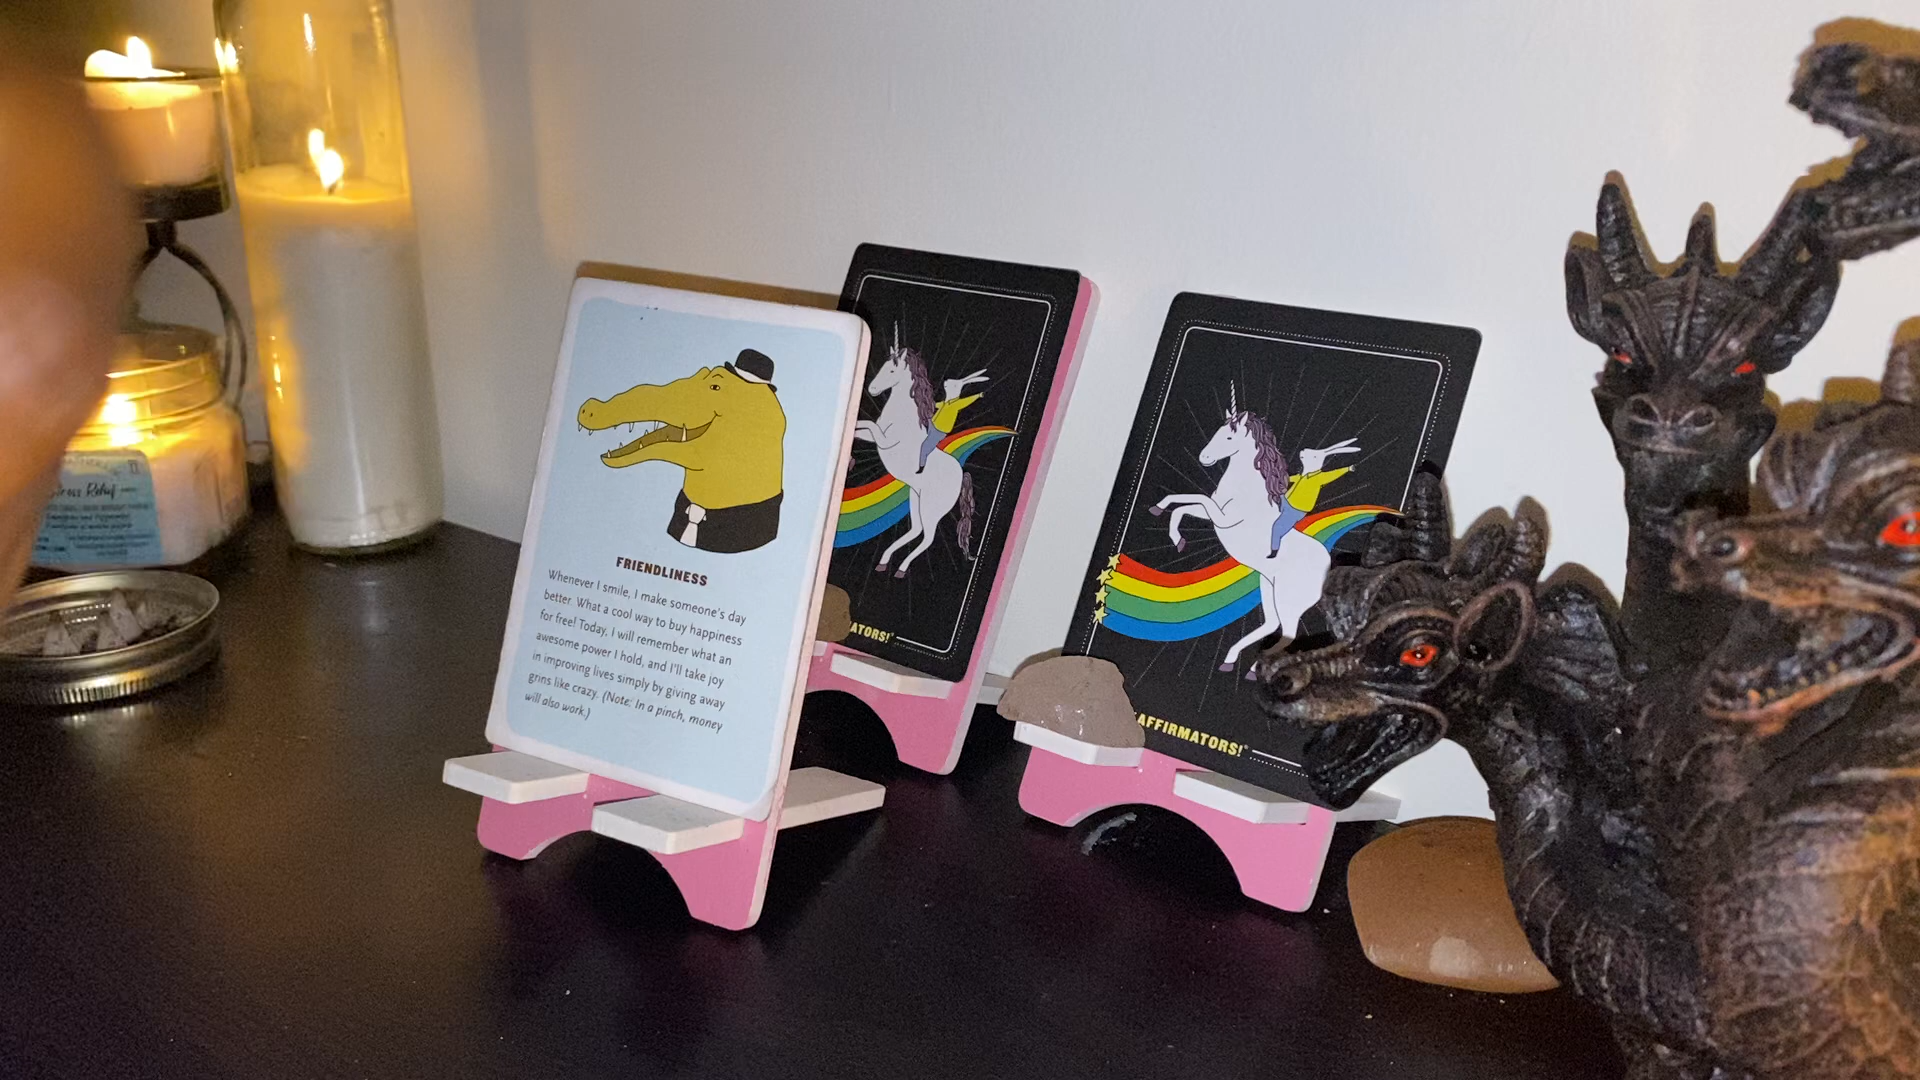 Stress Relief
FRIENDLINESS
Whenever I smile, I make someone's day
better. What a cool way to buy happiness
for free! Today, I will remember what an
awesome power I hold, and I'll take joy
in improving lives simply by giving away
grins like crazy. (Note: In a pinch, money
will also work.)
AFFIRMATORS!